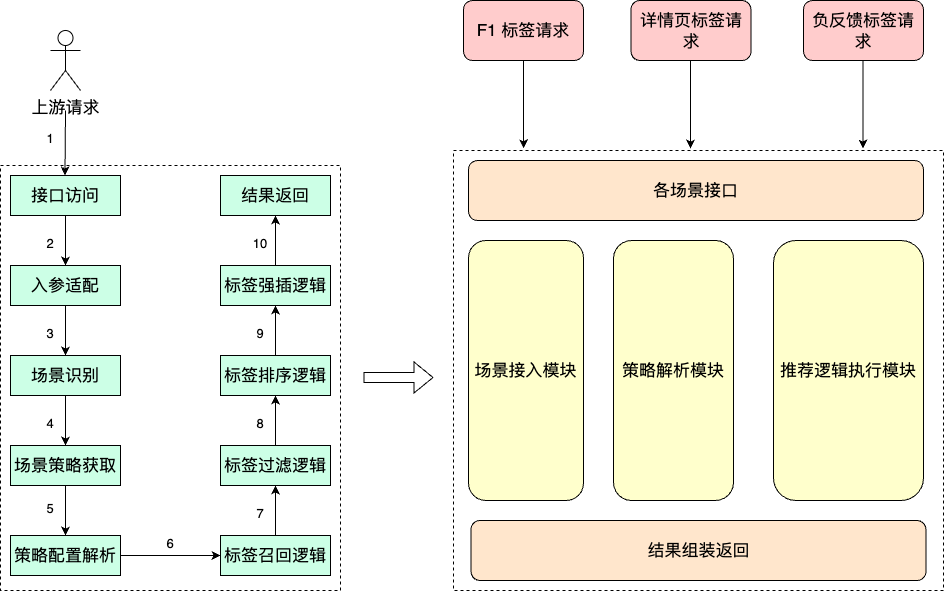 上游请求
1
接口访问
2
入参适配
3
场景识别
4
场景策略获取
5
策略配置解析
6
标签召回逻辑
7
标签过滤逻辑
8
标签排序逻辑
9
标签强插逻辑
10
结果返回
F1 标签请求
详情页标签请
求
负反馈标签请
求
各场景接口
场景接入模块
策略解析模块
推荐逻辑执行模块
结果组装返回